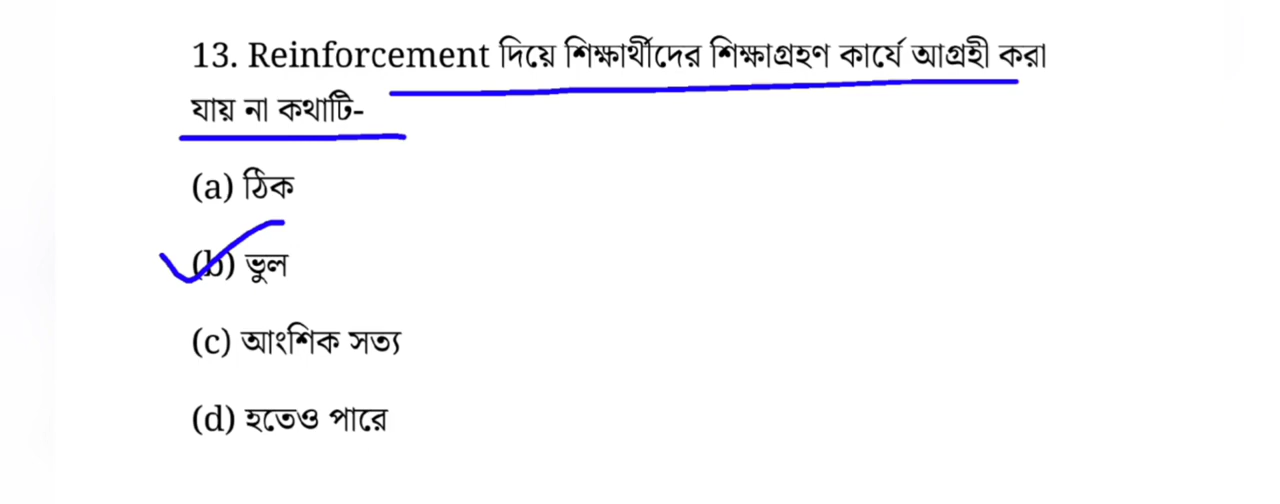 13. Reinforcement দিয়ে শিক্ষার্থীদের শিক্ষাগ্রহণ কার্যে আগ্রহী করা
যায় না কথাটি-
(a) ঠিক
(b) ভুল
(c) আংশিক সত্য
(d) হতেও পারে